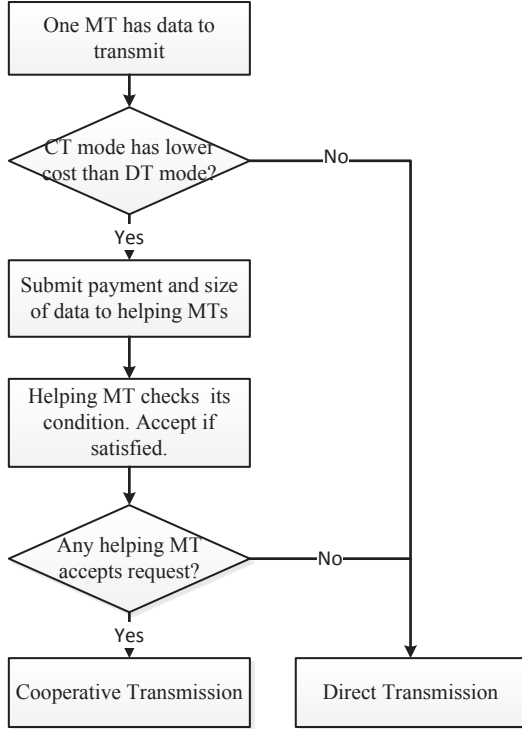 One MT has data to
transmit
CT mode has lower
cost than DT mode?
No
Yes
Submit payment and size
of data to helping MTs
Helping MT checks its
condition. Accept if
satisfied.
Any helping MT
accepts request?
No
Yes
Cooperative Transmission
Direct Transmission